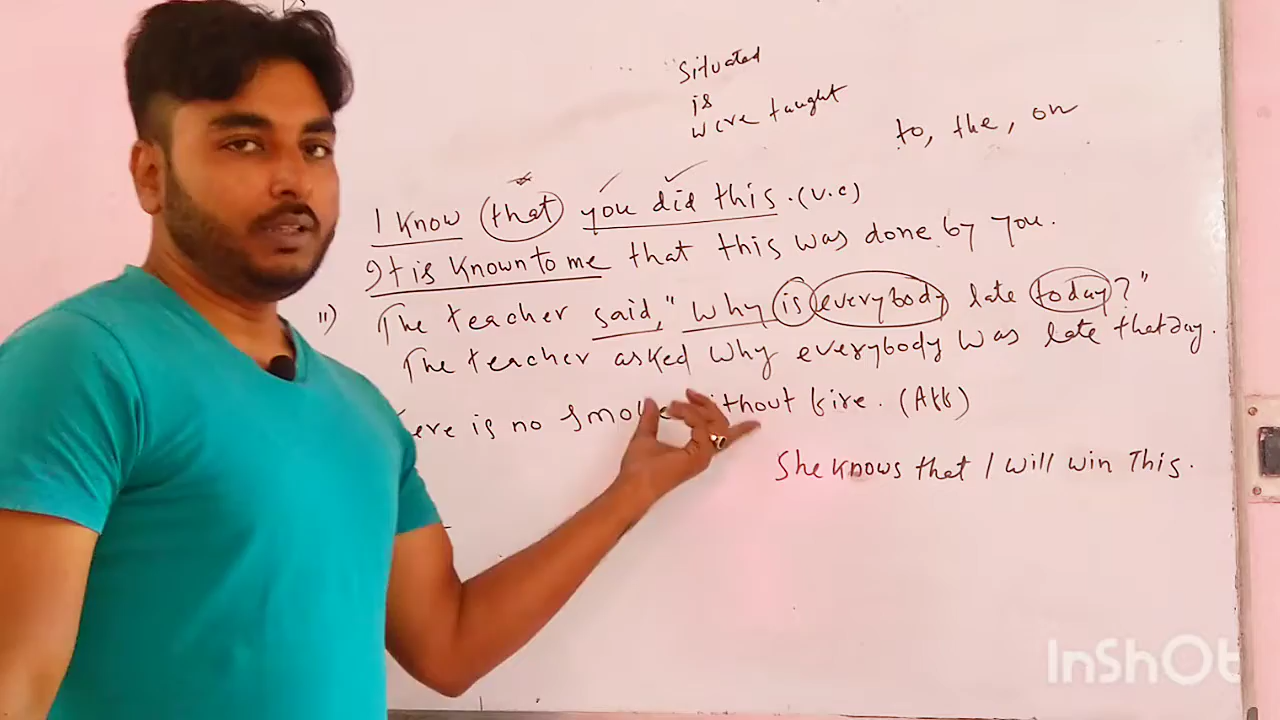 Situated
is
were taught
to, the, on
I know that you did this. (V.C)
It is known to me that this was done by you.
11) The teacher said, "Why is everybody late today?"
The teacher asked why everybody was late that day.
ere is no smoke without fire. (Aff)
She knows that I will win This.
InShOt